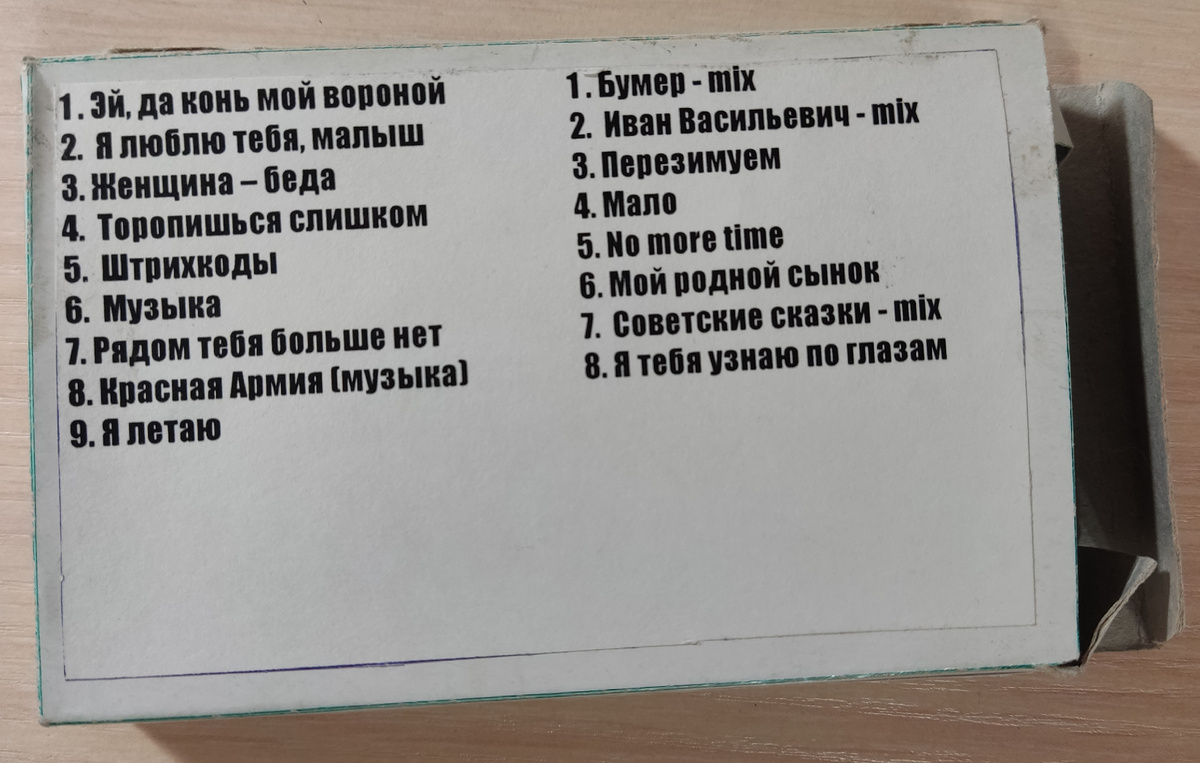 1. Эй, да конь мой вороной
2. Я люблю тебя, малыш
3. Женщина – беда
4. Торопишься слишком
5. Штрихкоды
6. Музыка
7. Рядом тебя больше нет
8. Красная Армия (музыка)
9. Я летаю
1. Бумер - mix
2. Иван Васильевич - mix
3. Перезимуем
4. Мало
5. No more time
6. Мой родной сынок
7. Советские сказки - mix
8. Я тебя узнаю по глазам